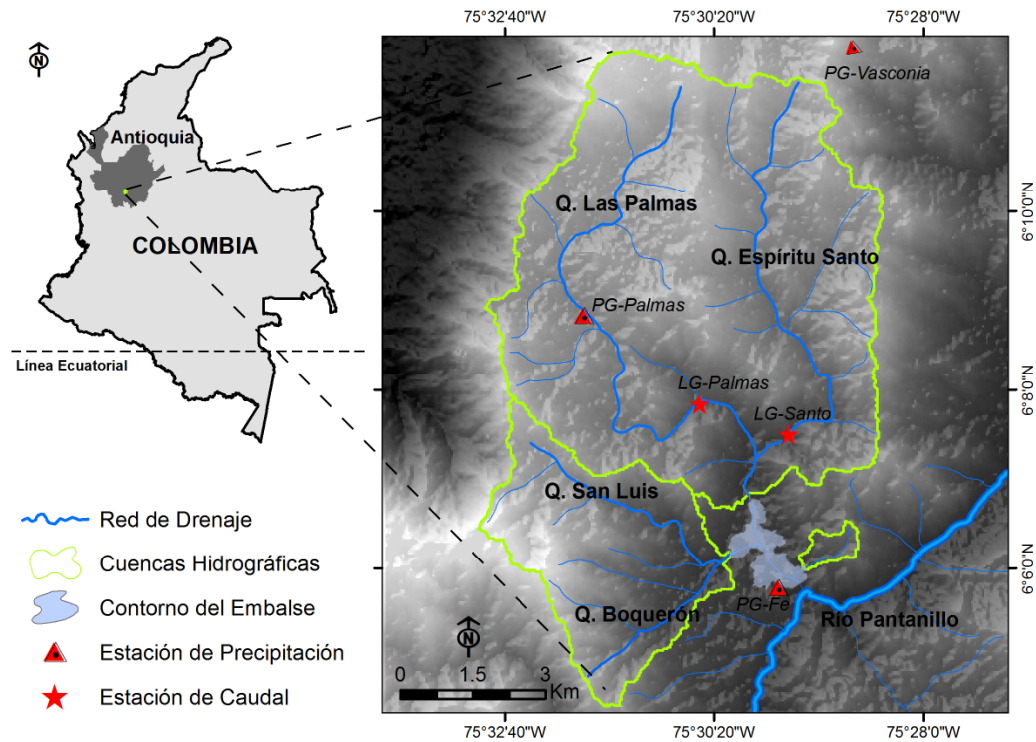 75°32'40"W
75°30'20"W
75°28'0"W
N
Antioquia
COLOMBIA
Línea Ecuatorial
PG-Vasconia
Q. Las Palmas
6°10'0"N
Q. Espíritu Santo
PG-Palmas
LG-Palmas
6°8'0"N
LG-Santo
Q. San Luis
Red de Drenaje
Cuencas Hidrográficas
6°6'0"N
Contorno del Embalse
PG-Fe
Q. Boquerón
Río Pantanillo
N
Estación de Precipitación
0 1.5 3
Km
Estación de Caudal
75°32'40"W
75°30'20"W
75°28'0"W